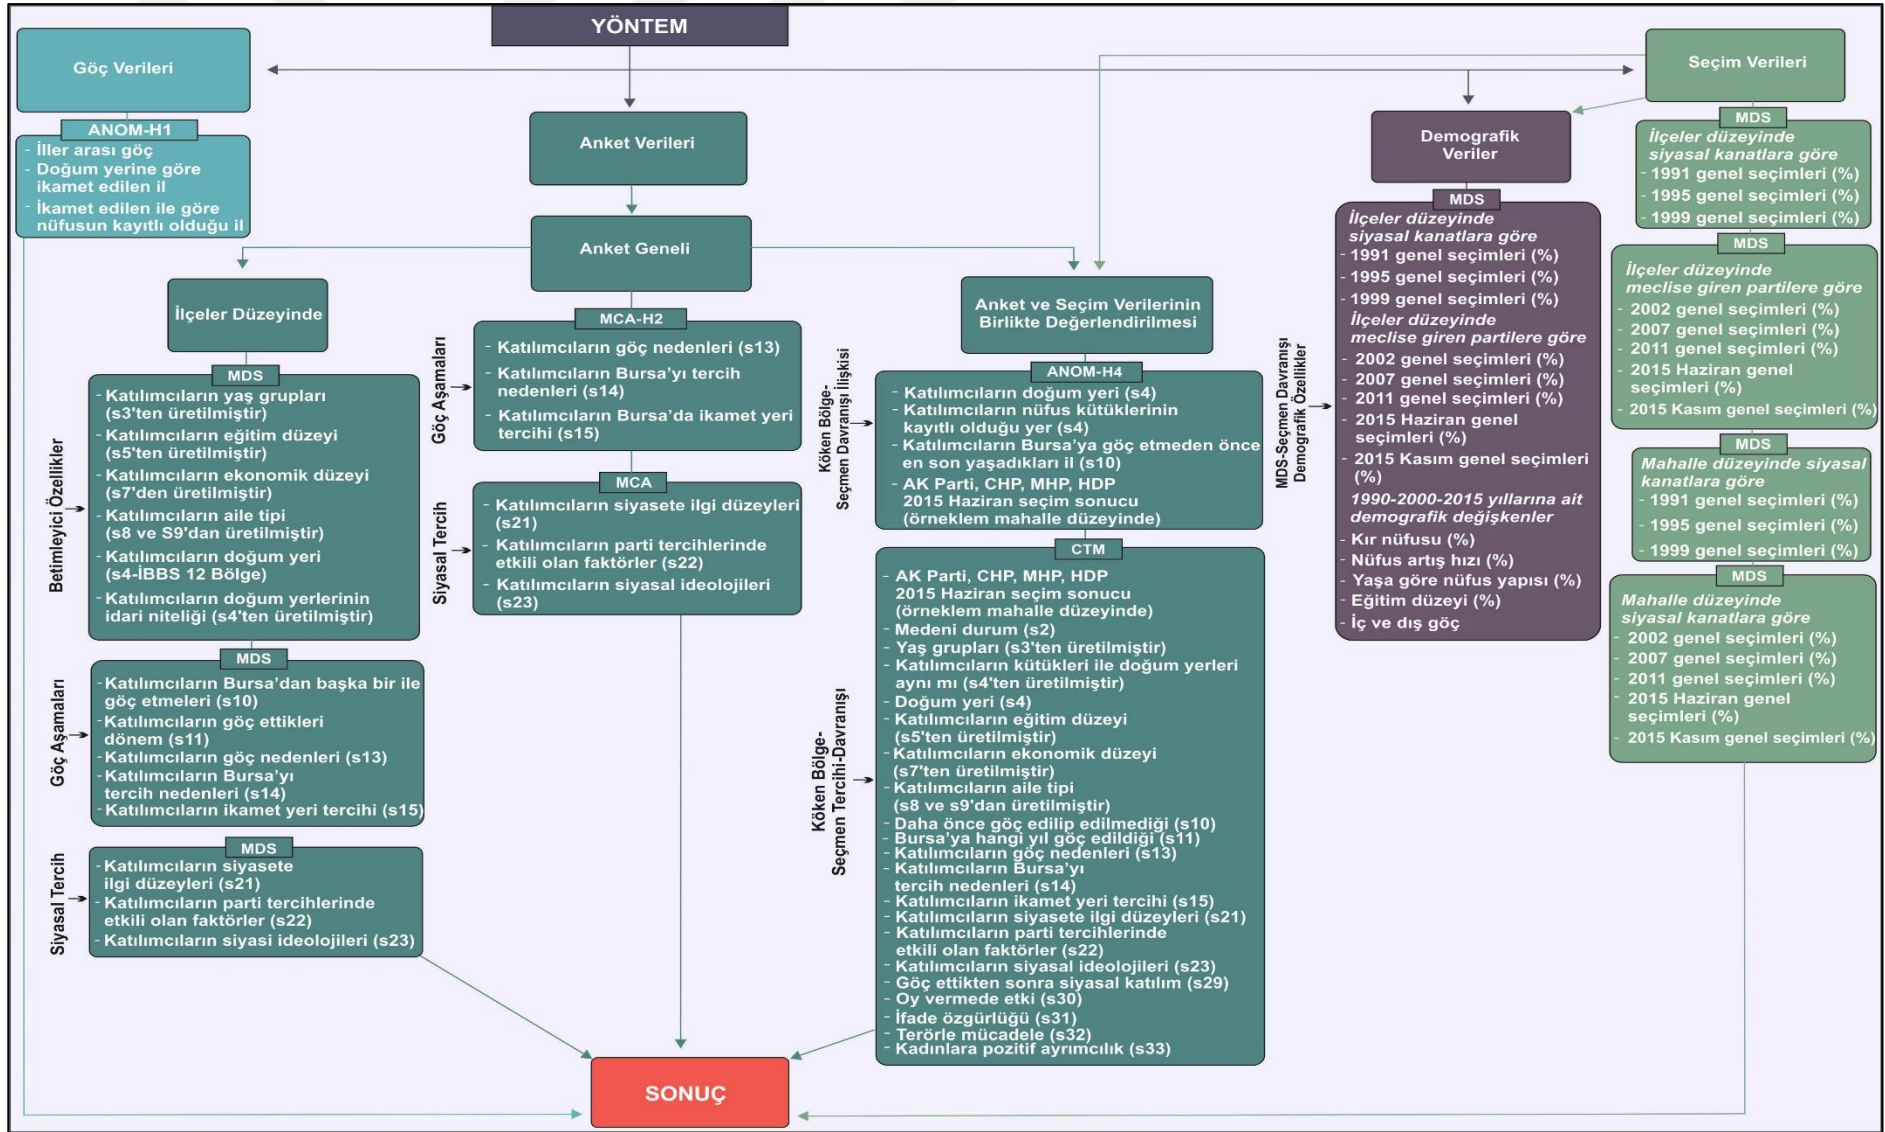 YÖNTEM
Göç Verileri
ANOM-H1
- İller arası göç
- Doğum yerine göre
ikamet edilen il
- İkamet edilen ile göre
nüfusun kayıtlı olduğu il
Anket Verileri
Anket Geneli
İlçeler Düzeyinde
Betimleyici Özellikler
MDS
- Katılımcıların yaş grupları
(s3'ten üretilmiştir)
- Katılımcıların eğitim düzeyi
(s5'ten üretilmiştir)
- Katılımcıların ekonomik düzeyi
(s7'den üretilmiştir)
- Katılımcıların aile tipi
(s8 ve S9'dan üretilmiştir)
- Katılımcıların doğum yeri
(s4-İBBS 12 Bölge)
- Katılımcıların doğum yerlerinin
idari niteliği (s4'ten üretilmiştir)
Göç Aşamaları
MDS
- Katılımcıların Bursa'dan başka bir ile
göç etmeleri (s10)
- Katılımcıların göç ettikleri
dönem (s11)
- Katılımcıların göç nedenleri (s13)
- Katılımcıların Bursa'yı
tercih nedenleri (s14)
- Katılımcıların ikamet yeri tercihi (s15)
Siyasal Tercih
MDS
- Katılımcıların siyasete
ilgi düzeyleri (s21)
- Katılımcıların parti tercihlerinde
etkili olan faktörler (s22)
- Katılımcıların siyasi ideolojileri (s23)
Göç Aşamaları
MCA-H2
- Katılımcıların göç nedenleri (s13)
- Katılımcıların Bursa'yı tercih
nedenleri (s14)
- Katılımcıların Bursa'da ikamet yeri
tercihi (s15)
Siyasal Tercih
MCA
- Katılımcıların siyasete ilgi düzeyleri
(s21)
- Katılımcıların parti tercihlerinde
etkili olan faktörler (s22)
- Katılımcıların siyasal ideolojileri
(s23)
Anket ve Seçim Verilerinin
Birlikte Değerlendirilmesi
Köken Bölge-
Seçmen Davranışı İlişkisi
ANOM-H4
- Katılımcıların doğum yeri (s4)
- Katılımcıların nüfus kütüklerinin
kayıtlı olduğu yer (s4)
- Katılımcıların Bursa'ya göç etmeden önce
en son yaşadıkları il (s10)
- AK Parti, CHP, MHP, HDP
2015 Haziran seçim sonucu
(örneklem mahalle düzeyinde)
Köken Bölge-
Seçmen Tercihi-Davranışı
CTM
- AK Parti, CHP, MHP, HDP
2015 Haziran seçim sonucu
(örneklem mahalle düzeyinde)
- Medeni durum (s2)
- Yaş grupları (s3'ten üretilmiştir)
- Katılımcıların kütükleri ile doğum yerleri
aynı mı (s4'ten üretilmiştir)
- Doğum yeri (s4)
- Katılımcıların eğitim düzeyi
(s5'ten üretilmiştir)
- Katılımcıların ekonomik düzeyi
(s7'ten üretilmiştir)
- Katılımcıların aile tipi
(s8 ve s9'dan üretilmiştir)
- Daha önce göç edilip edilmediği (s10)
- Bursa'ya hangi yıl göç edildiği (s11)
- Katılımcıların göç nedenleri (s13)
- Katılımcıların Bursa'yı
tercih nedenleri (s14)
- Katılımcıların ikamet yeri tercihi (s15)
- Katılımcıların siyasete ilgi düzeyleri (s21)
- Katılımcıların parti tercihlerinde
etkili olan faktörler (s22)
- Katılımcıların siyasal ideolojileri (s23)
- Göç ettikten sonra siyasal katılım (s29)
- Oy vermede etki (s30)
- İfade özgürlüğü (s31)
- Terörle mücadele (s32)
- Kadınlara pozitif ayrımcılık (s33)
Demografik
Veriler
MDS-Seçmen Davranışı
Demografik Özellikler
MDS
İlçeler düzeyinde
siyasal kanatlara göre
- 1991 genel seçimleri (%)
- 1995 genel seçimleri (%)
- 1999 genel seçimleri (%)
İlçeler düzeyinde
meclise giren partilere göre
- 2002 genel seçimleri (%)
- 2007 genel seçimleri (%)
- 2011 genel seçimleri (%)
- 2015 Haziran genel
seçimleri (%)
- 2015 Kasım genel seçimleri
(%)
1990-2000-2015 yıllarına ait
demografik değişkenler
- Kır nüfusu (%)
- Nüfus artış hızı (%)
- Yaşa göre nüfus yapısı (%)
- Eğitim düzeyi (%)
- İç ve dış göç
Seçim Verileri
MDS
İlçeler düzeyinde
siyasal kanatlara göre
- 1991 genel seçimleri (%)
- 1995 genel seçimleri (%)
- 1999 genel seçimleri (%)
MDS
İlçeler düzeyinde
meclise giren partilere göre
- 2002 genel seçimleri (%)
- 2007 genel seçimleri (%)
- 2011 genel seçimleri (%)
- 2015 Haziran genel
seçimleri (%)
- 2015 Kasım genel seçimleri (%)
MDS
Mahalle düzeyinde siyasal
kanatlara göre
- 1991 genel seçimleri (%)
- 1995 genel seçimleri (%)
- 1999 genel seçimleri (%)
MDS
Mahalle düzeyinde
siyasal kanatlara göre
- 2002 genel seçimleri (%)
- 2007 genel seçimleri (%)
- 2011 genel seçimleri (%)
- 2015 Haziran genel
seçimleri (%)
- 2015 Kasım genel seçimleri (%)
SONUÇ